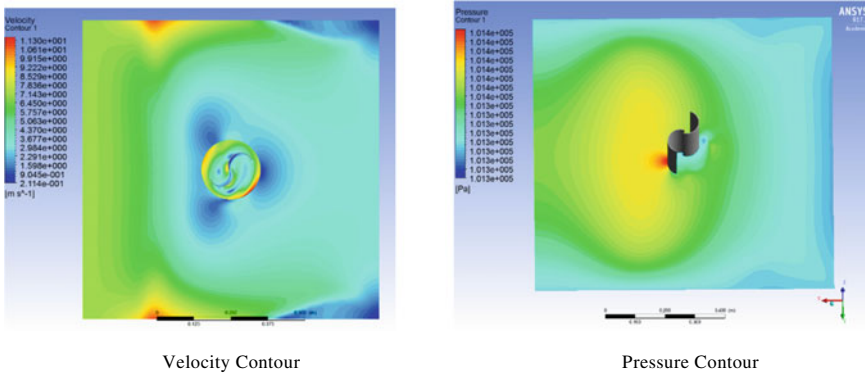 Velocity
Contour 1
1.130e+001
1.061e+001
9.915e+000
9.222e+000
8.529e+000
7.836e+000
7.143e+000
6.450e+000
5.757e+000
5.063e+000
4.370e+000
3.677e+000
2.984e+000
2.291e+000
1.598e+000
9.045e-001
2.114e-001
[m s^-1]
Pressure
Contour 1
1.014e+005
1.014e+005
1.014e+005
1.014e+005
1.014e+005
1.014e+005
1.014e+005
1.014e+005
1.013e+005
1.013e+005
1.013e+005
1.013e+005
1.013e+005
1.013e+005
1.013e+005
1.013e+005
1.013e+005
[Pa]
ANSYS
Velocity Contour
Pressure Contour